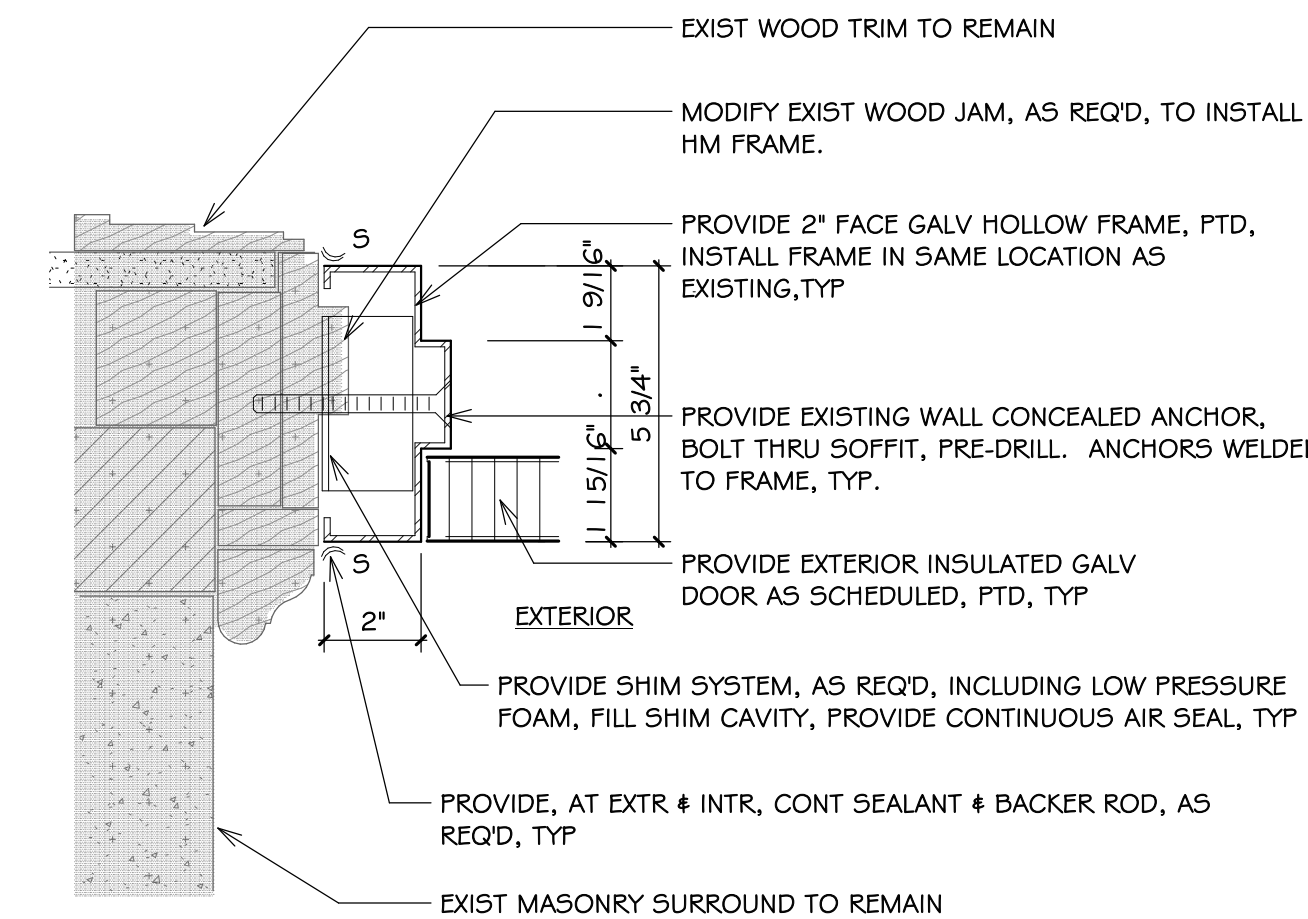 EXIST WOOD TRIM TO REMAIN
MODIFY EXIST WOOD JAM, AS REQ'D, TO INSTALL
HM FRAME.
S
PROVIDE 2" FACE GALV HOLLOW FRAME, PTD,
INSTALL FRAME IN SAME LOCATION AS
EXISTING,TYP
1 9/16"
5 3/4"
1 15/16"
PROVIDE EXISTING WALL CONCEALED ANCHOR,
BOLT THRU SOFFIT, PRE-DRILL. ANCHORS WELDE
TO FRAME, TYP.
S
PROVIDE EXTERIOR INSULATED GALV
DOOR AS SCHEDULED, PTD, TYP
EXTERIOR
2"
PROVIDE SHIM SYSTEM, AS REQ'D, INCLUDING LOW PRESSURE
FOAM, FILL SHIM CAVITY, PROVIDE CONTINUOUS AIR SEAL, TYP
PROVIDE, AT EXTR & INTR, CONT SEALANT & BACKER ROD, AS
REQ'D, TYP
EXIST MASONRY SURROUND TO REMAIN